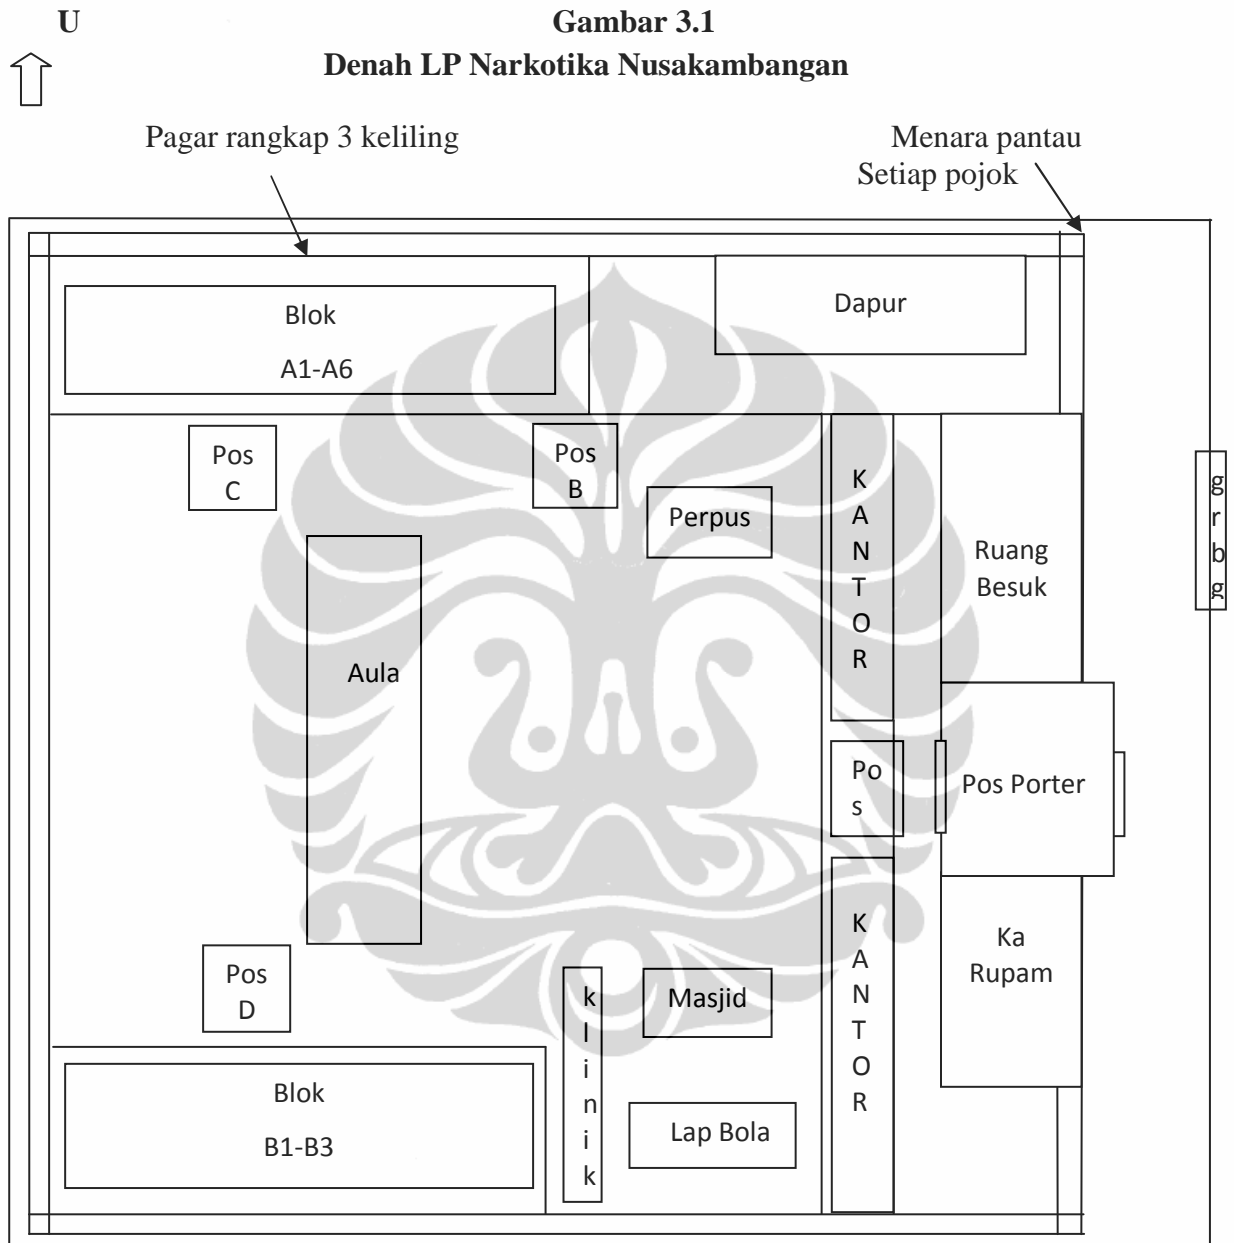 U
Gambar 3.1
Denah LP Narkotika Nusakambangan
Pagar rangkap 3 keliling
Menara pantau
Setiap pojok
Blok
A1-A6
Dapur
Pos
C
Pos
B
Perpus
K
A
N
T
O
R
Ruang
Besuk
g
r
b
g
Aula
Po
s
Pos Porter
Pos
D
k
l
i
n
i
k
Masjid
K
A
N
T
O
R
Ka
Rupam
Blok
B1-B3
Lap Bola